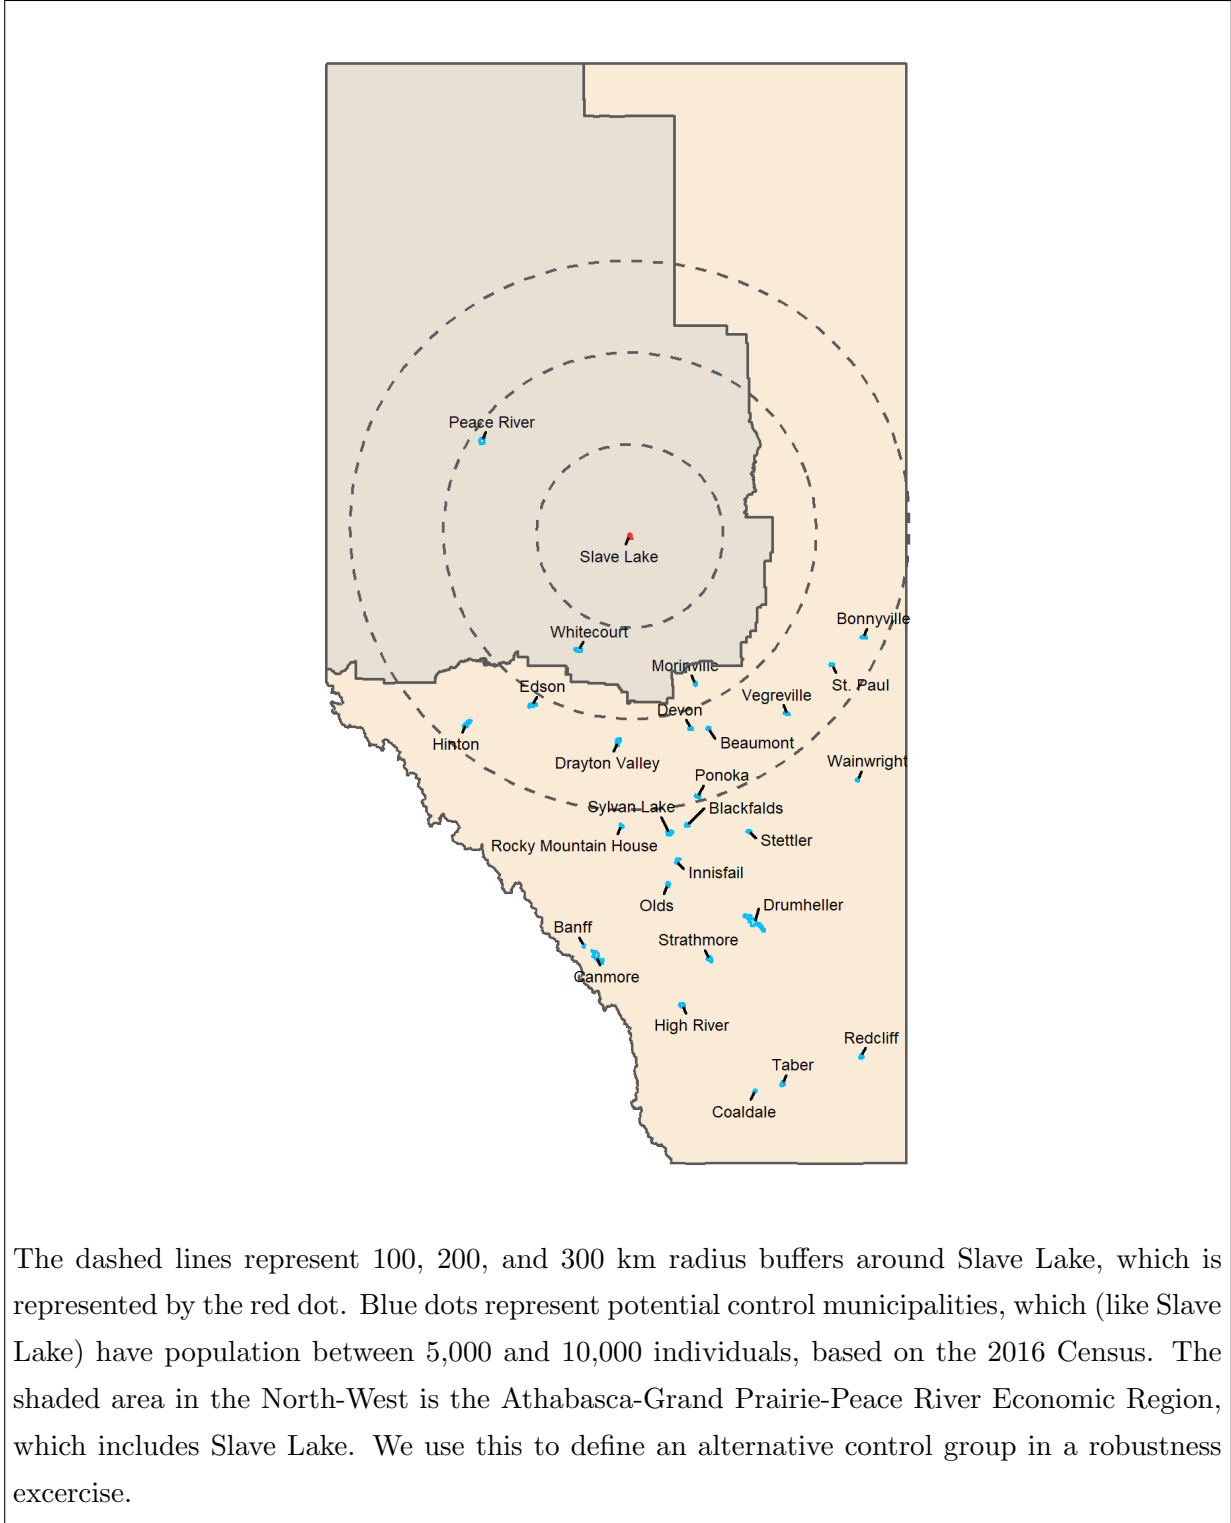 Peace River
Slave Lake
Bonnyville
Whitecourt
Morinville
St. Paul
Edson
Vegreville
Devon
Hinton
Beaumont
Drayton Valley
Wainwright
Ponoka
Sylvan Lake
Blackfalds
Stettler
Rocky Mountain House
Innisfail
Olds
Drumheller
Banff
Strathmore
Canmore
High River
Redcliff
Taber
Coaldale
The dashed lines represent 100, 200, and 300 km radius buffers around Slave Lake, which is
represented by the red dot. Blue dots represent potential control municipalities, which (like Slave
Lake) have population between 5,000 and 10,000 individuals, based on the 2016 Census. The
shaded area in the North-West is the Athabasca-Grand Prairie-Peace River Economic Region,
which includes Slave Lake. We use this to define an alternative control group in a robustness
excercise.